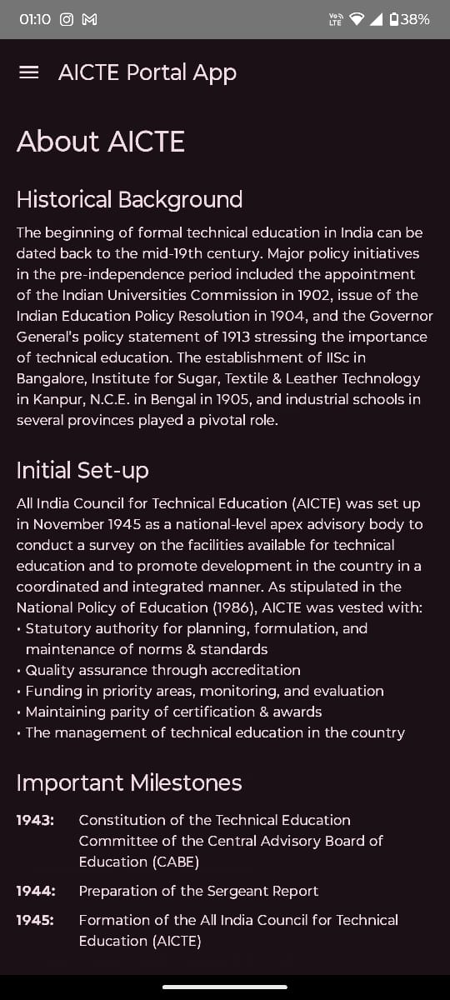 01:10
Vo))
LTE
38%
AICTE Portal App
About AICTE
Historical Background
The beginning of formal technical education in India can be
dated back to the mid-19th century. Major policy initiatives
in the pre-independence period included the appointment
of the Indian Universities Commission in 1902, issue of the
Indian Education Policy Resolution in 1904, and the Governor
General's policy statement of 1913 stressing the importance
of technical education. The establishment of IISc in
Bangalore, Institute for Sugar, Textile & Leather Technology
in Kanpur, N.C.E. in Bengal in 1905, and industrial schools in
several provinces played a pivotal role.
Initial Set-up
All India Council for Technical Education (AICTE) was set up
in November 1945 as a national-level apex advisory body to
conduct a survey on the facilities available for technical
education and to promote development in the country in a
coordinated and integrated manner. As stipulated in the
National Policy of Education (1986), AICTE was vested with:
• Statutory authority for planning, formulation, and
maintenance of norms & standards
• Quality assurance through accreditation
• Funding in priority areas, monitoring, and evaluation
• Maintaining parity of certification & awards
• The management of technical education in the country
Important Milestones
1943: Constitution of the Technical Education
Committee of the Central Advisory Board of
Education (CABE)
1944: Preparation of the Sergeant Report
1945: Formation of the All India Council for Technical
Education (AICTE)